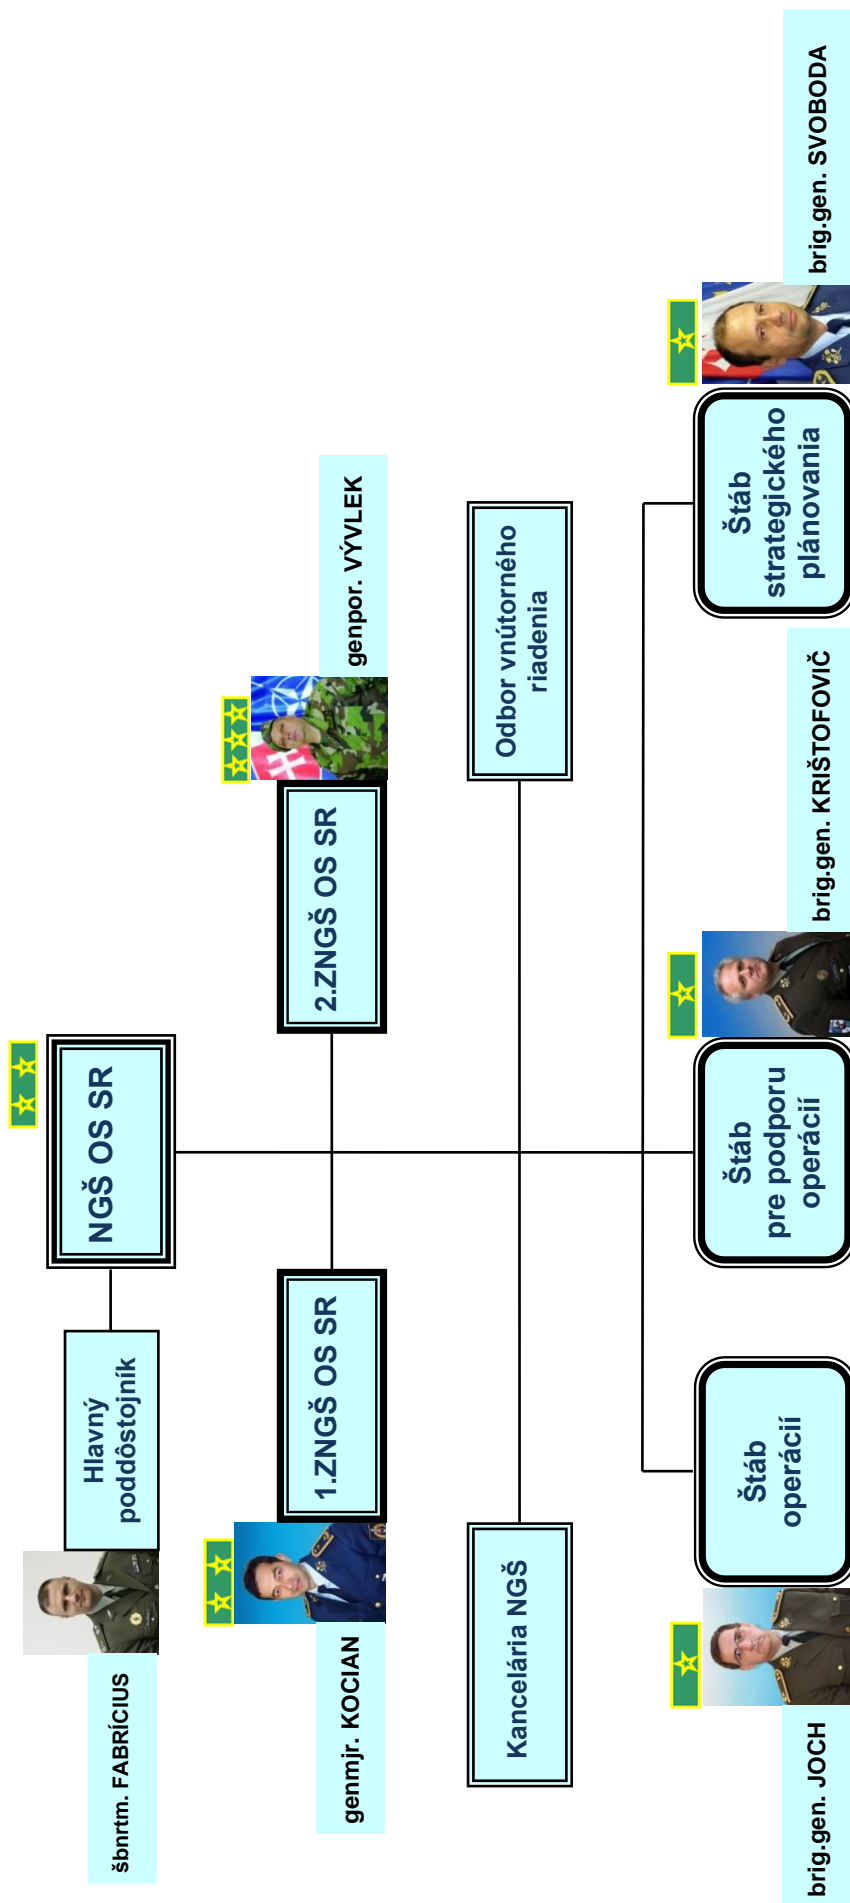 NGŠ OS SR
Hlavný
poddôstojník
šbnrtm. FABRÍCIUS
1.ZNGŠ OS SR
genmjr. KOCIAN
2.ZNGŠ OS SR
genpor. VÝVLEK
Kancelária NGŠ
Odbor vnútorného
riadenia
Štáb
operácií
brig.gen. JOCH
Štáb
pre podporu
operácií
brig.gen. KRIŠTOFOVIČ
Štáb
strategického
plánovania
brig.gen. SVOBODA